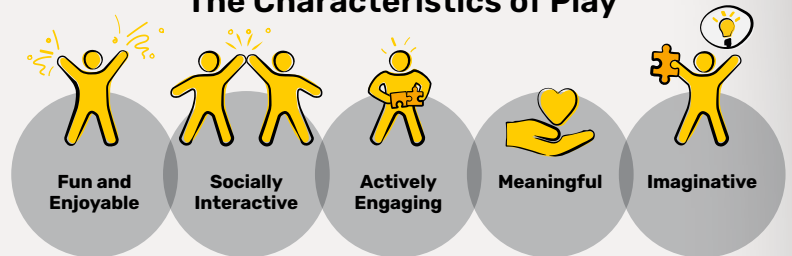 The Characteristics of Play
Fun and
Enjoyable
Socially
Interactive
Actively
Engaging
Meaningful
Imaginative